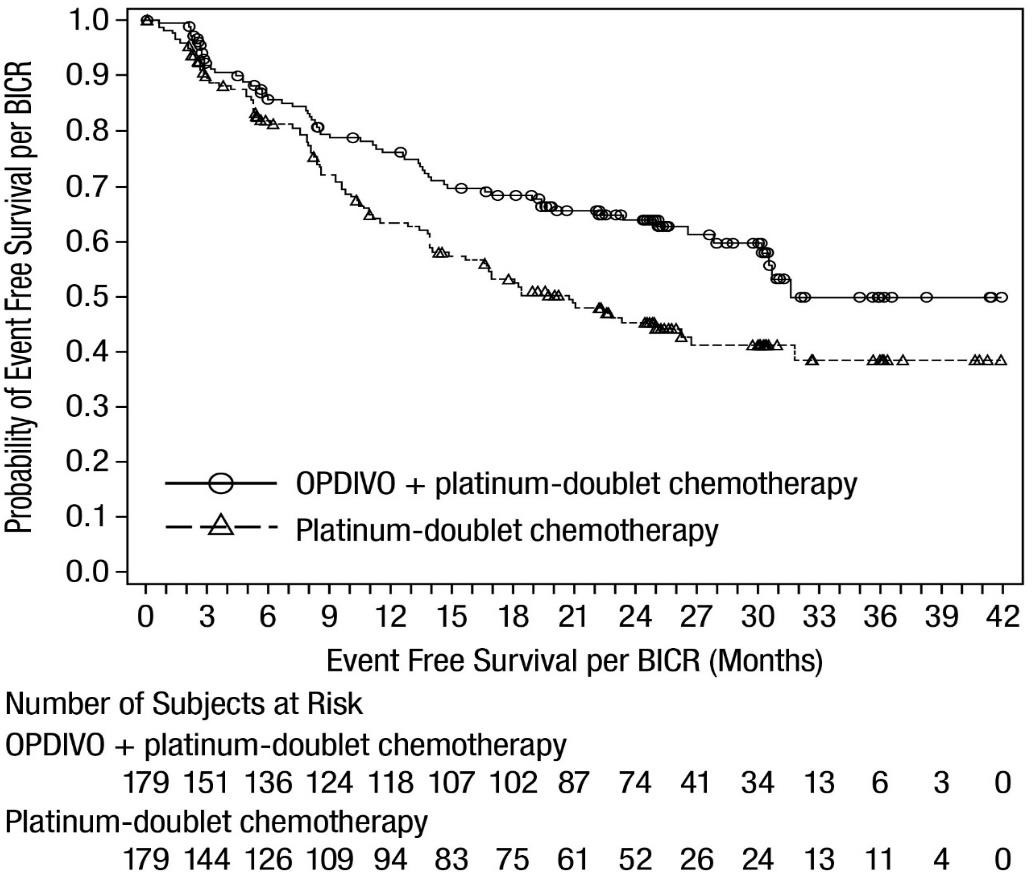 Probability of Event Free Survival per BICR
1.0
0.9
0.8
0.7
0.6
0.5
0.4
0.3
0.2
0.1
0.0
OPDIVO + platinum-doublet chemotherapy
Platinum-doublet chemotherapy
0 3 6 9 12 15 18 21 24 27 30 33 36 39 42
Event Free Survival per BICR (Months)
Number of Subjects at Risk
OPDIVO + platinum-doublet chemotherapy
179 151 136 124 118 107 102 87 74 41 34 13 6 3 0
Platinum-doublet chemotherapy
179 144 126 109 94 83 75 61 52 26 24 13 11 4 0